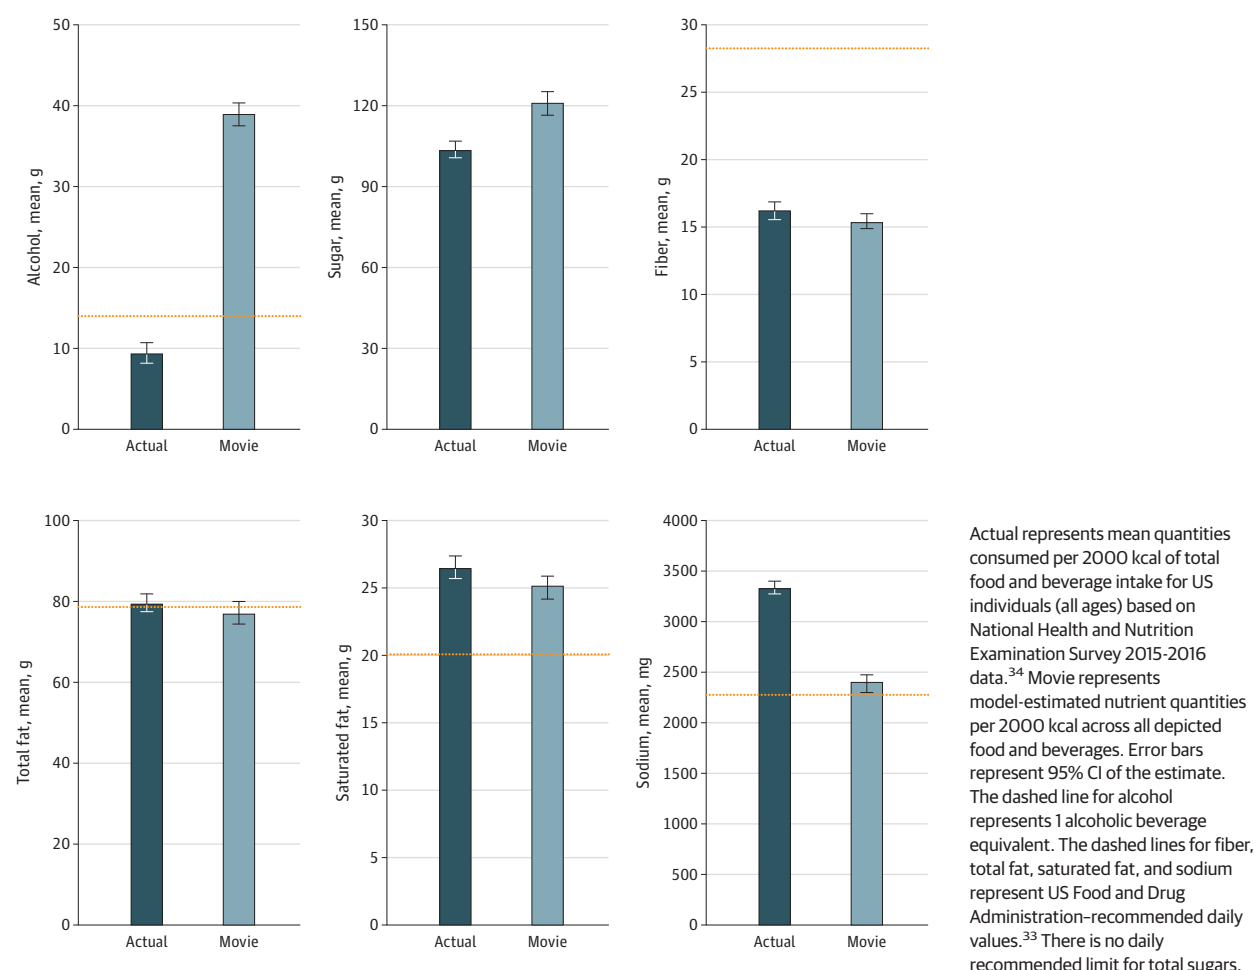 50
40
30
20
10
0
Alcohol, mean, g
Actual
Movie
150
120
90
60
30
0
Sugar, mean, g
Actual
Movie
30
25
20
15
10
5
0
Fiber, mean, g
Actual
Movie
100
80
60
40
20
0
Total fat, mean, g
Actual
Movie
30
25
20
15
10
5
0
Saturated fat, mean, g
Actual
Movie
4000
3500
3000
2500
2000
1500
1000
500
0
Sodium, mean, mg
Actual
Movie
Actual represents mean quantities
consumed per 2000 kcal of total
food and beverage intake for US
individuals (all ages) based on
National Health and Nutrition
Examination Survey 2015-2016
data.34 Movie represents
model-estimated nutrient quantities
per 2000 kcal across all depicted
food and beverages. Error bars
represent 95% CI of the estimate.
The dashed line for alcohol
represents 1 alcoholic beverage
equivalent. The dashed lines for fiber,
total fat, saturated fat, and sodium
represent US Food and Drug
Administration–recommended daily
values.33 There is no daily
recommended limit for total sugars.